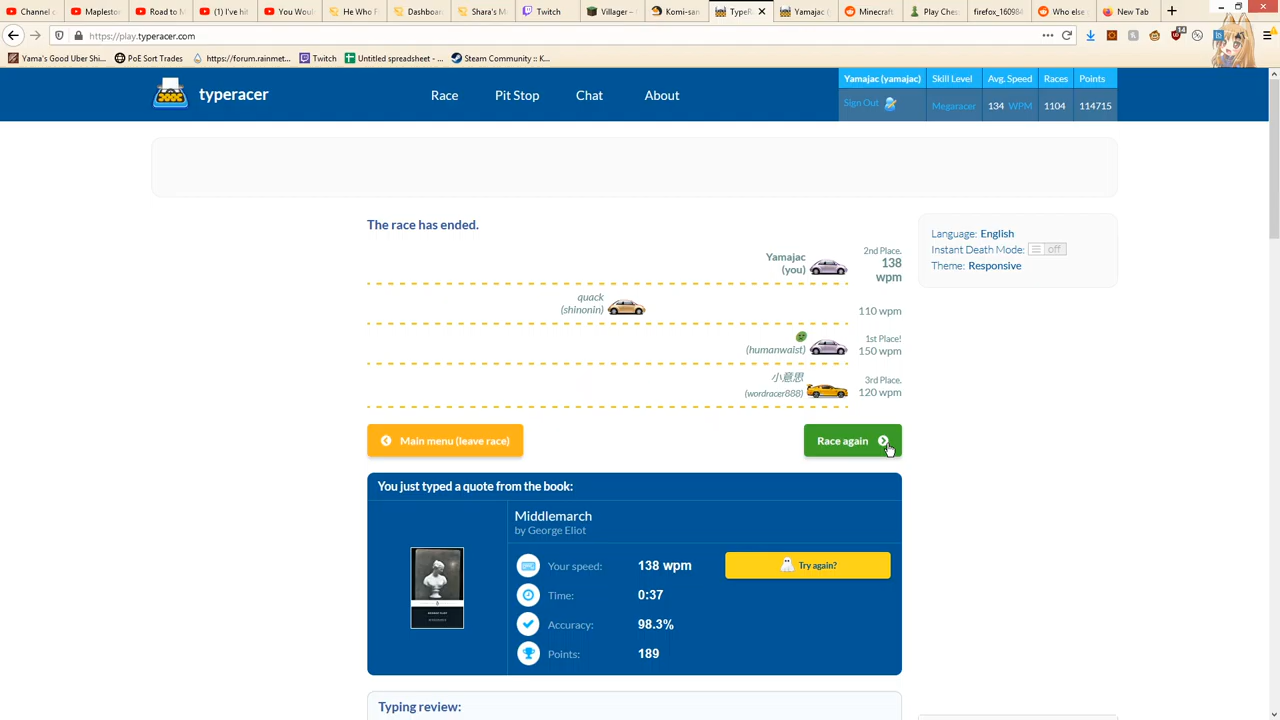 Channel c
Maplesto
Road to M
(1) I've hit
You Woul
He Who F
Dashboa
Shara's M
Twitch
Villager –
Komi-san
TypeR
Yamajac (
Minecraft
Play Ches
firefox_16098
Who else
New Tab
https://play.typeracer.com
14
Yama's Good Uber Shi...
PoE Sort Trades
https://forum.rainmet...
Twitch
Untitled spreadsheet - ...
Steam Community :: K...
typeracer
Race
Pit Stop
Chat
About
Yamajac (yamajac) Skill Level Avg. Speed Races Points
Sign Out Megaracer 134 WPM 1104 114715
The race has ended.
Language: English
Instant Death Mode: off
Theme: Responsive
Yamajac
(you)
2nd Place.
138
wpm
quack
(shinonin)
110 wpm
(humanwaist)
1st Place!
150 wpm
小意思
(wordracer888)
3rd Place.
120 wpm
Main menu (leave race)
Race again
You just typed a quote from the book:
Middlemarch
by George Eliot
Your speed: 138 wpm
Try again?
Time: 0:37
Accuracy: 98.3%
Points: 189
Typing review: